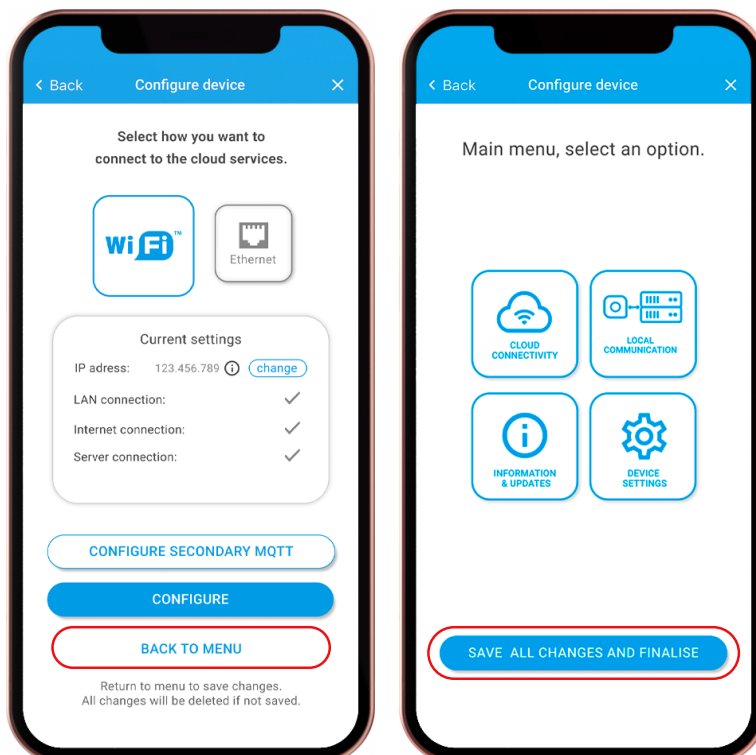 Back
Configure device
Select how you want to
connect to the cloud services.
WiFi™
Ethernet
Current settings
IP adress: 123.456.789 change
LAN connection:
Internet connection:
Server connection:
CONFIGURE SECONDARY MQTT
CONFIGURE
BACK TO MENU
Return to menu to save changes.
All changes will be deleted if not saved.
Back
Configure device
Main menu, select an option.
CLOUD
CONNECTIVITY
LOCAL
COMMUNICATION
INFORMATION
& UPDATES
DEVICE
SETTINGS
SAVE ALL CHANGES AND FINALISE